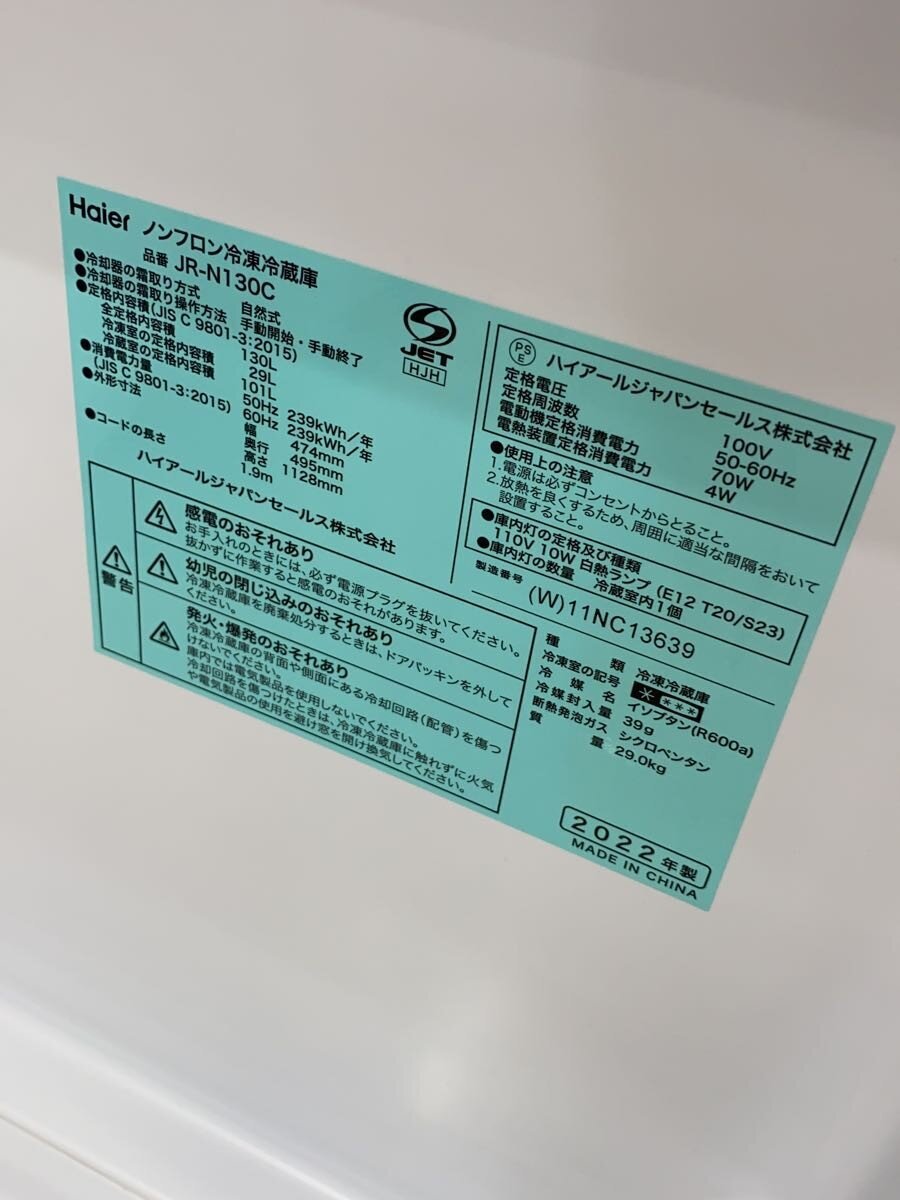 Haier ノンフロン冷凍冷蔵庫
品番 JR-N130C
●冷却器の霜取り方式 自然式
●冷却器の霜取り操作方法 手動開始・手動終了
●定格内容積(JIS C 9801-3:2015)
全定格内容積 130L
冷凍室の定格内容積 29L
冷蔵室の定格内容積 101L
●消費電力量 50Hz 239kWh/年
(JIS C 9801-3:2015) 60Hz 239kWh/年
●外形寸法 幅 474mm
奥行 495mm
高さ 1128mm
●コードの長さ 1.9m
ハイアールジャパンセールス株式会社
警告
感電のおそれあり
お手入れのときには、必ず電源プラグを抜いてください。
抜かずに作業すると感電のおそれがあります。
幼児の閉じ込みのおそれあり
冷凍冷蔵庫を廃棄処分するときは、ドアパッキンを外して
ください。
発火・爆発のおそれあり
冷凍冷蔵庫の背面や側面にある冷却回路(配管)を傷つ
けないでください。
庫内では電気製品を使用しないでください。
冷却回路を傷つけたときは、冷凍冷蔵庫に触れずに火気
や電気製品の使用を避け窓を開け換気してください。
JET
HJH
PS
E
ハイアールジャパンセールス株式会社
定格電圧 100V
定格周波数 50-60Hz
電動機定格消費電力 70W
電熱装置定格消費電力 4W
●使用上の注意
1.電源は必ずコンセントからとること。
2.放熱を良くするため、周囲に適当な間隔をおいて
設置すること。
●庫内灯の定格及び種類
110V 10W 白熱ランプ (E12 T20/S23)
●庫内灯の数量 冷蔵室内1個
製造番号 (W)11NC13639
種類 冷凍冷蔵庫
冷凍室の記号 * ***
冷媒名 イソブタン(R600a)
冷媒封入量 39g
断熱発泡ガス シクロペンタン
質量 29.0kg
2022年製
MADE IN CHINA